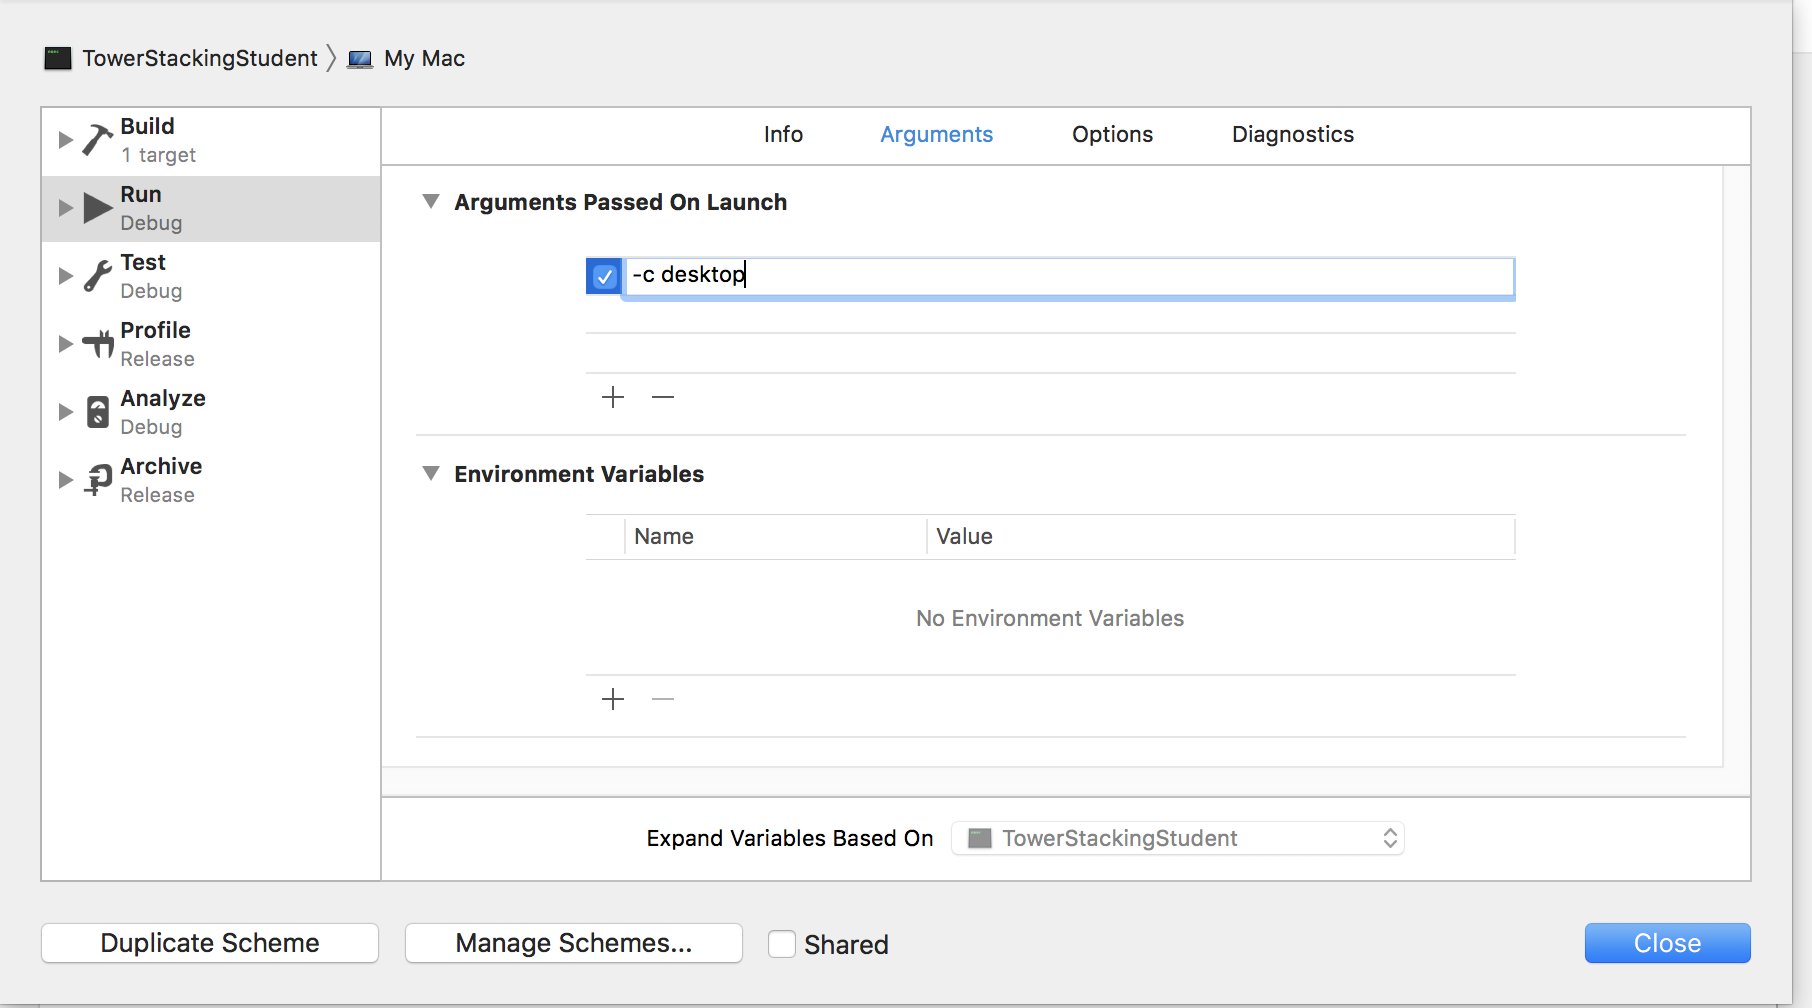 TowerStackingStudent
My Mac
Build
1 target
Run
Debug
Test
Debug
Profile
Release
Analyze
Debug
Archive
Release
Info Arguments Options Diagnostics
Arguments Passed On Launch
-c desktop
Environment Variables
Name Value
No Environment Variables
Expand Variables Based On TowerStackingStudent
Duplicate Scheme Manage Schemes... Shared Close